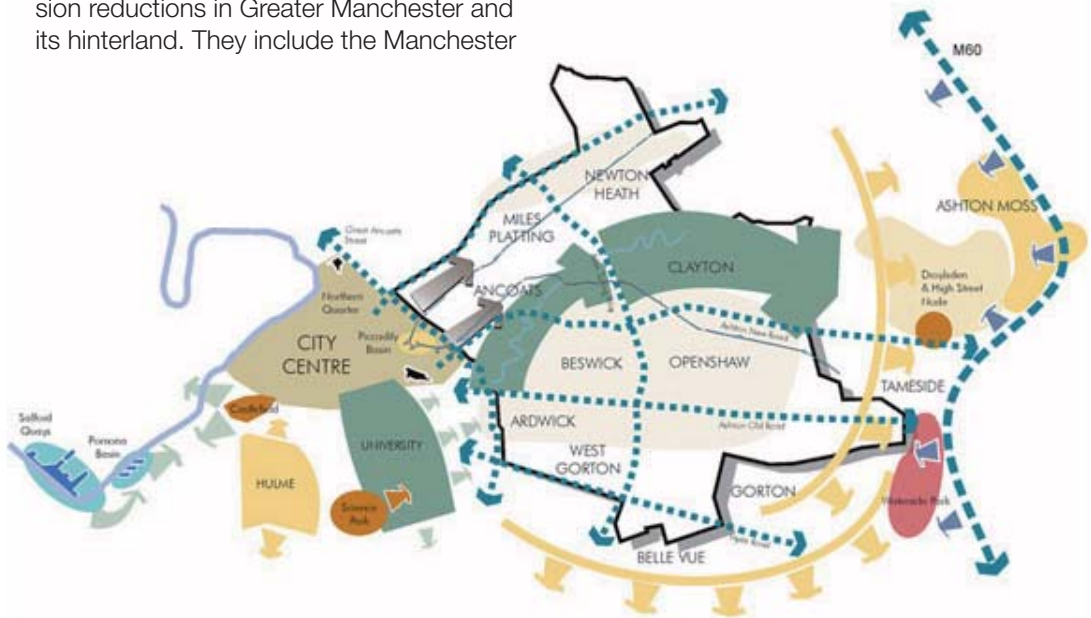 sion reductions in Greater Manchester and
its hinterland. They include the Manchester
M60
NEWTON
HEATH
ASHTON MOSS
MILES
PLATTING
Great Ancoats
Street
CLAYTON
Droylsden
& High Street
Node
ANCOATS
Northern
Quarter
Piccadilly
Basin
CITY
CENTRE
Ashton New Road
BESWICK
OPENSHAW
TAMESIDE
Castlefield
Salford
Quays
Pomona
Basin
ARDWICK
Ashton Old Road
UNIVERSITY
WEST
GORTON
HULME
GORTON
Science
Park
Hyde Road
BELLE VUE